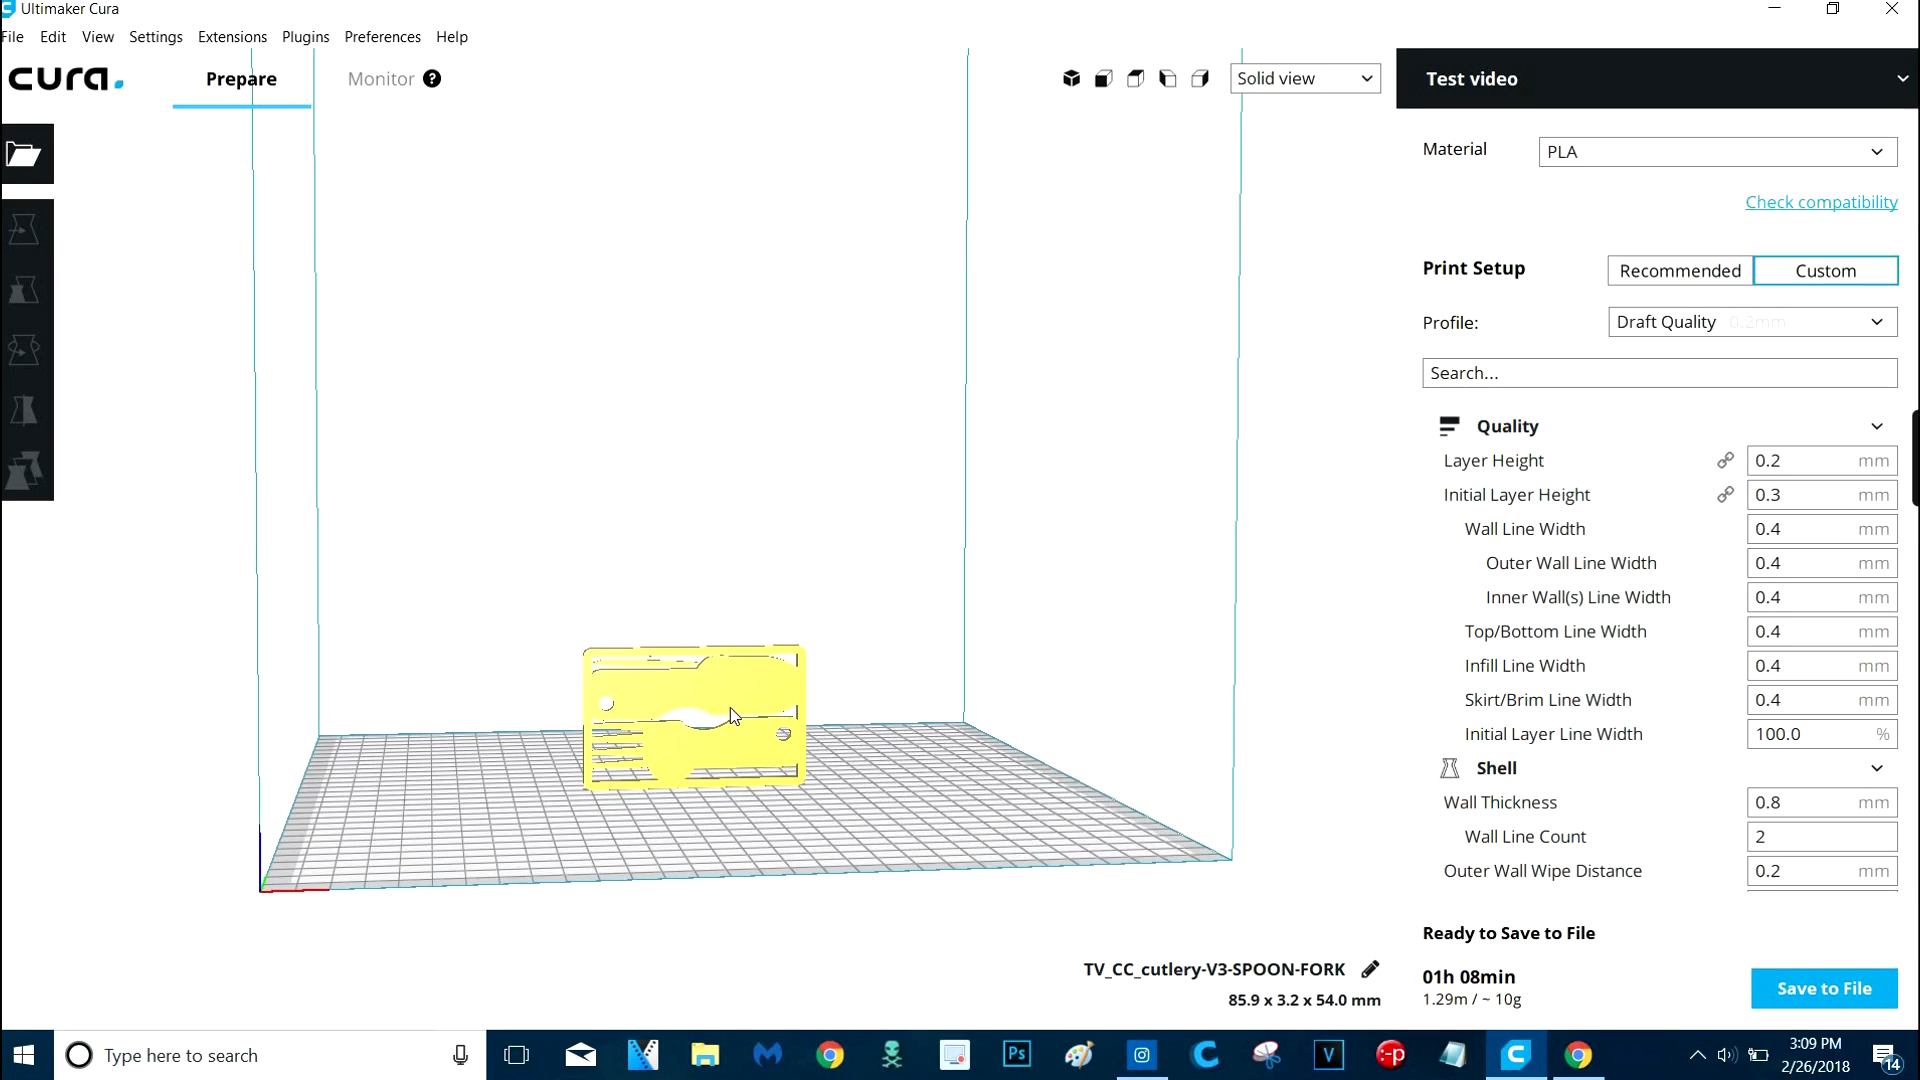 Ultimaker Cura
File Edit View Settings Extensions Plugins Preferences Help
cura.
Prepare
Monitor ?
Solid view
Test video
Material
PLA
Check compatibility
Print Setup
Recommended
Custom
Profile:
Draft Quality 0.2mm
Search...
Quality
Layer Height 0.2 mm
Initial Layer Height 0.3 mm
Wall Line Width 0.4 mm
Outer Wall Line Width 0.4 mm
Inner Wall(s) Line Width 0.4 mm
Top/Bottom Line Width 0.4 mm
Infill Line Width 0.4 mm
Skirt/Brim Line Width 0.4 mm
Initial Layer Line Width 100.0 %
Shell
Wall Thickness 0.8 mm
Wall Line Count 2
Outer Wall Wipe Distance 0.2 mm
Ready to Save to File
TV_CC_cutlery-V3-SPOON-FORK
85.9 x 3.2 x 54.0 mm
01h 08min
1.29m / ~ 10g
Save to File
Type here to search
Ps
V
:-p
3:09 PM
2/26/2018
14